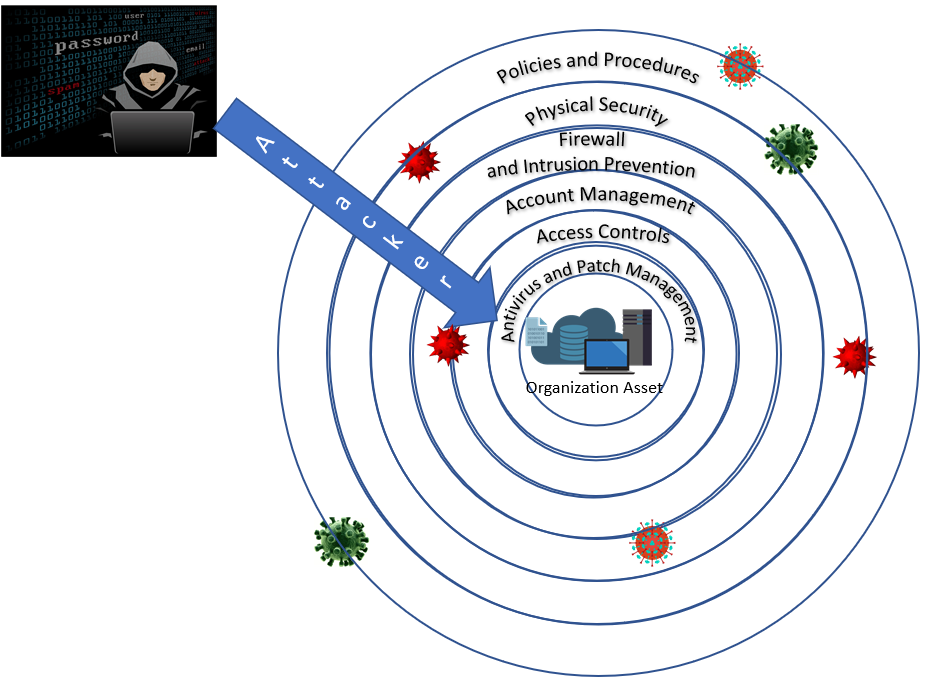 user
password
email
spam
Attacker
Policies and Procedures
Physical Security
Firewall
and Intrusion Prevention
Account Management
Access Controls
Antivirus and Patch Management
Organization Asset